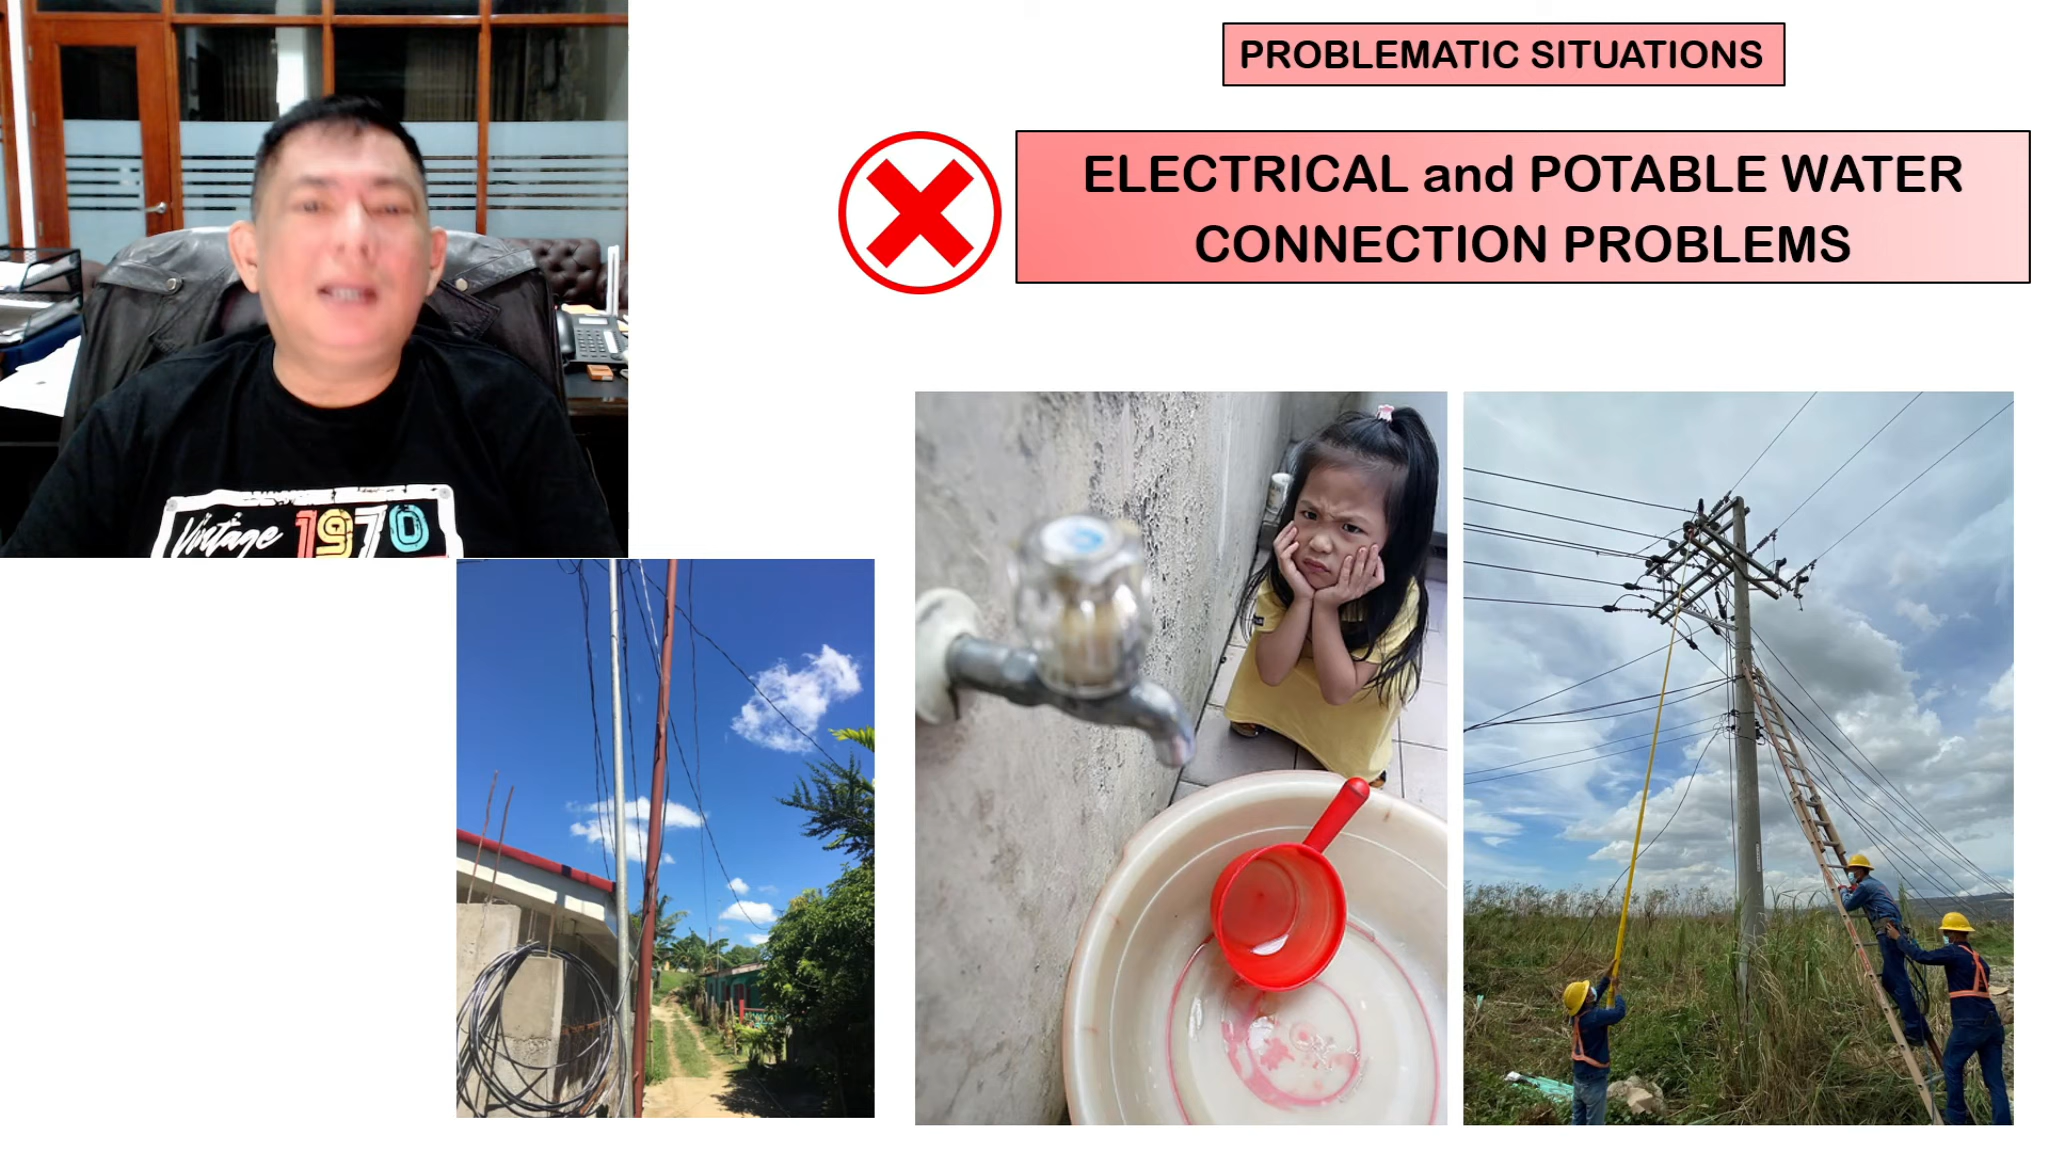 PROBLEMATIC SITUATIONS
ELECTRICAL and POTABLE WATER
CONNECTION PROBLEMS
Vintage 1970